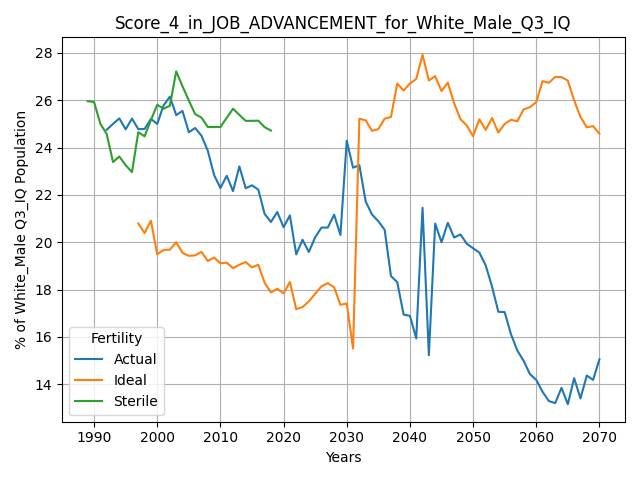 Score_4_in_JOB_ADVANCEMENT_for_White_Male_Q3_IQ
% of White_Male Q3_IQ Population
28
26
24
22
20
18
16
14
Fertility
Actual
Ideal
Sterile
1990 2000 2010 2020 2030 2040 2050 2060 2070
Years